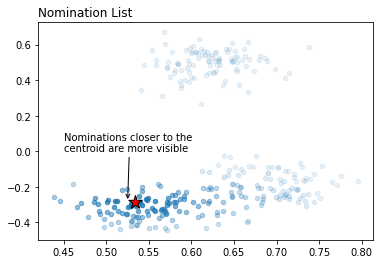 Nomination List
0.6
0.4
0.2
0.0
−0.2
−0.4
Nominations closer to the
centroid are more visible
0.45 0.50 0.55 0.60 0.65 0.70 0.75 0.80